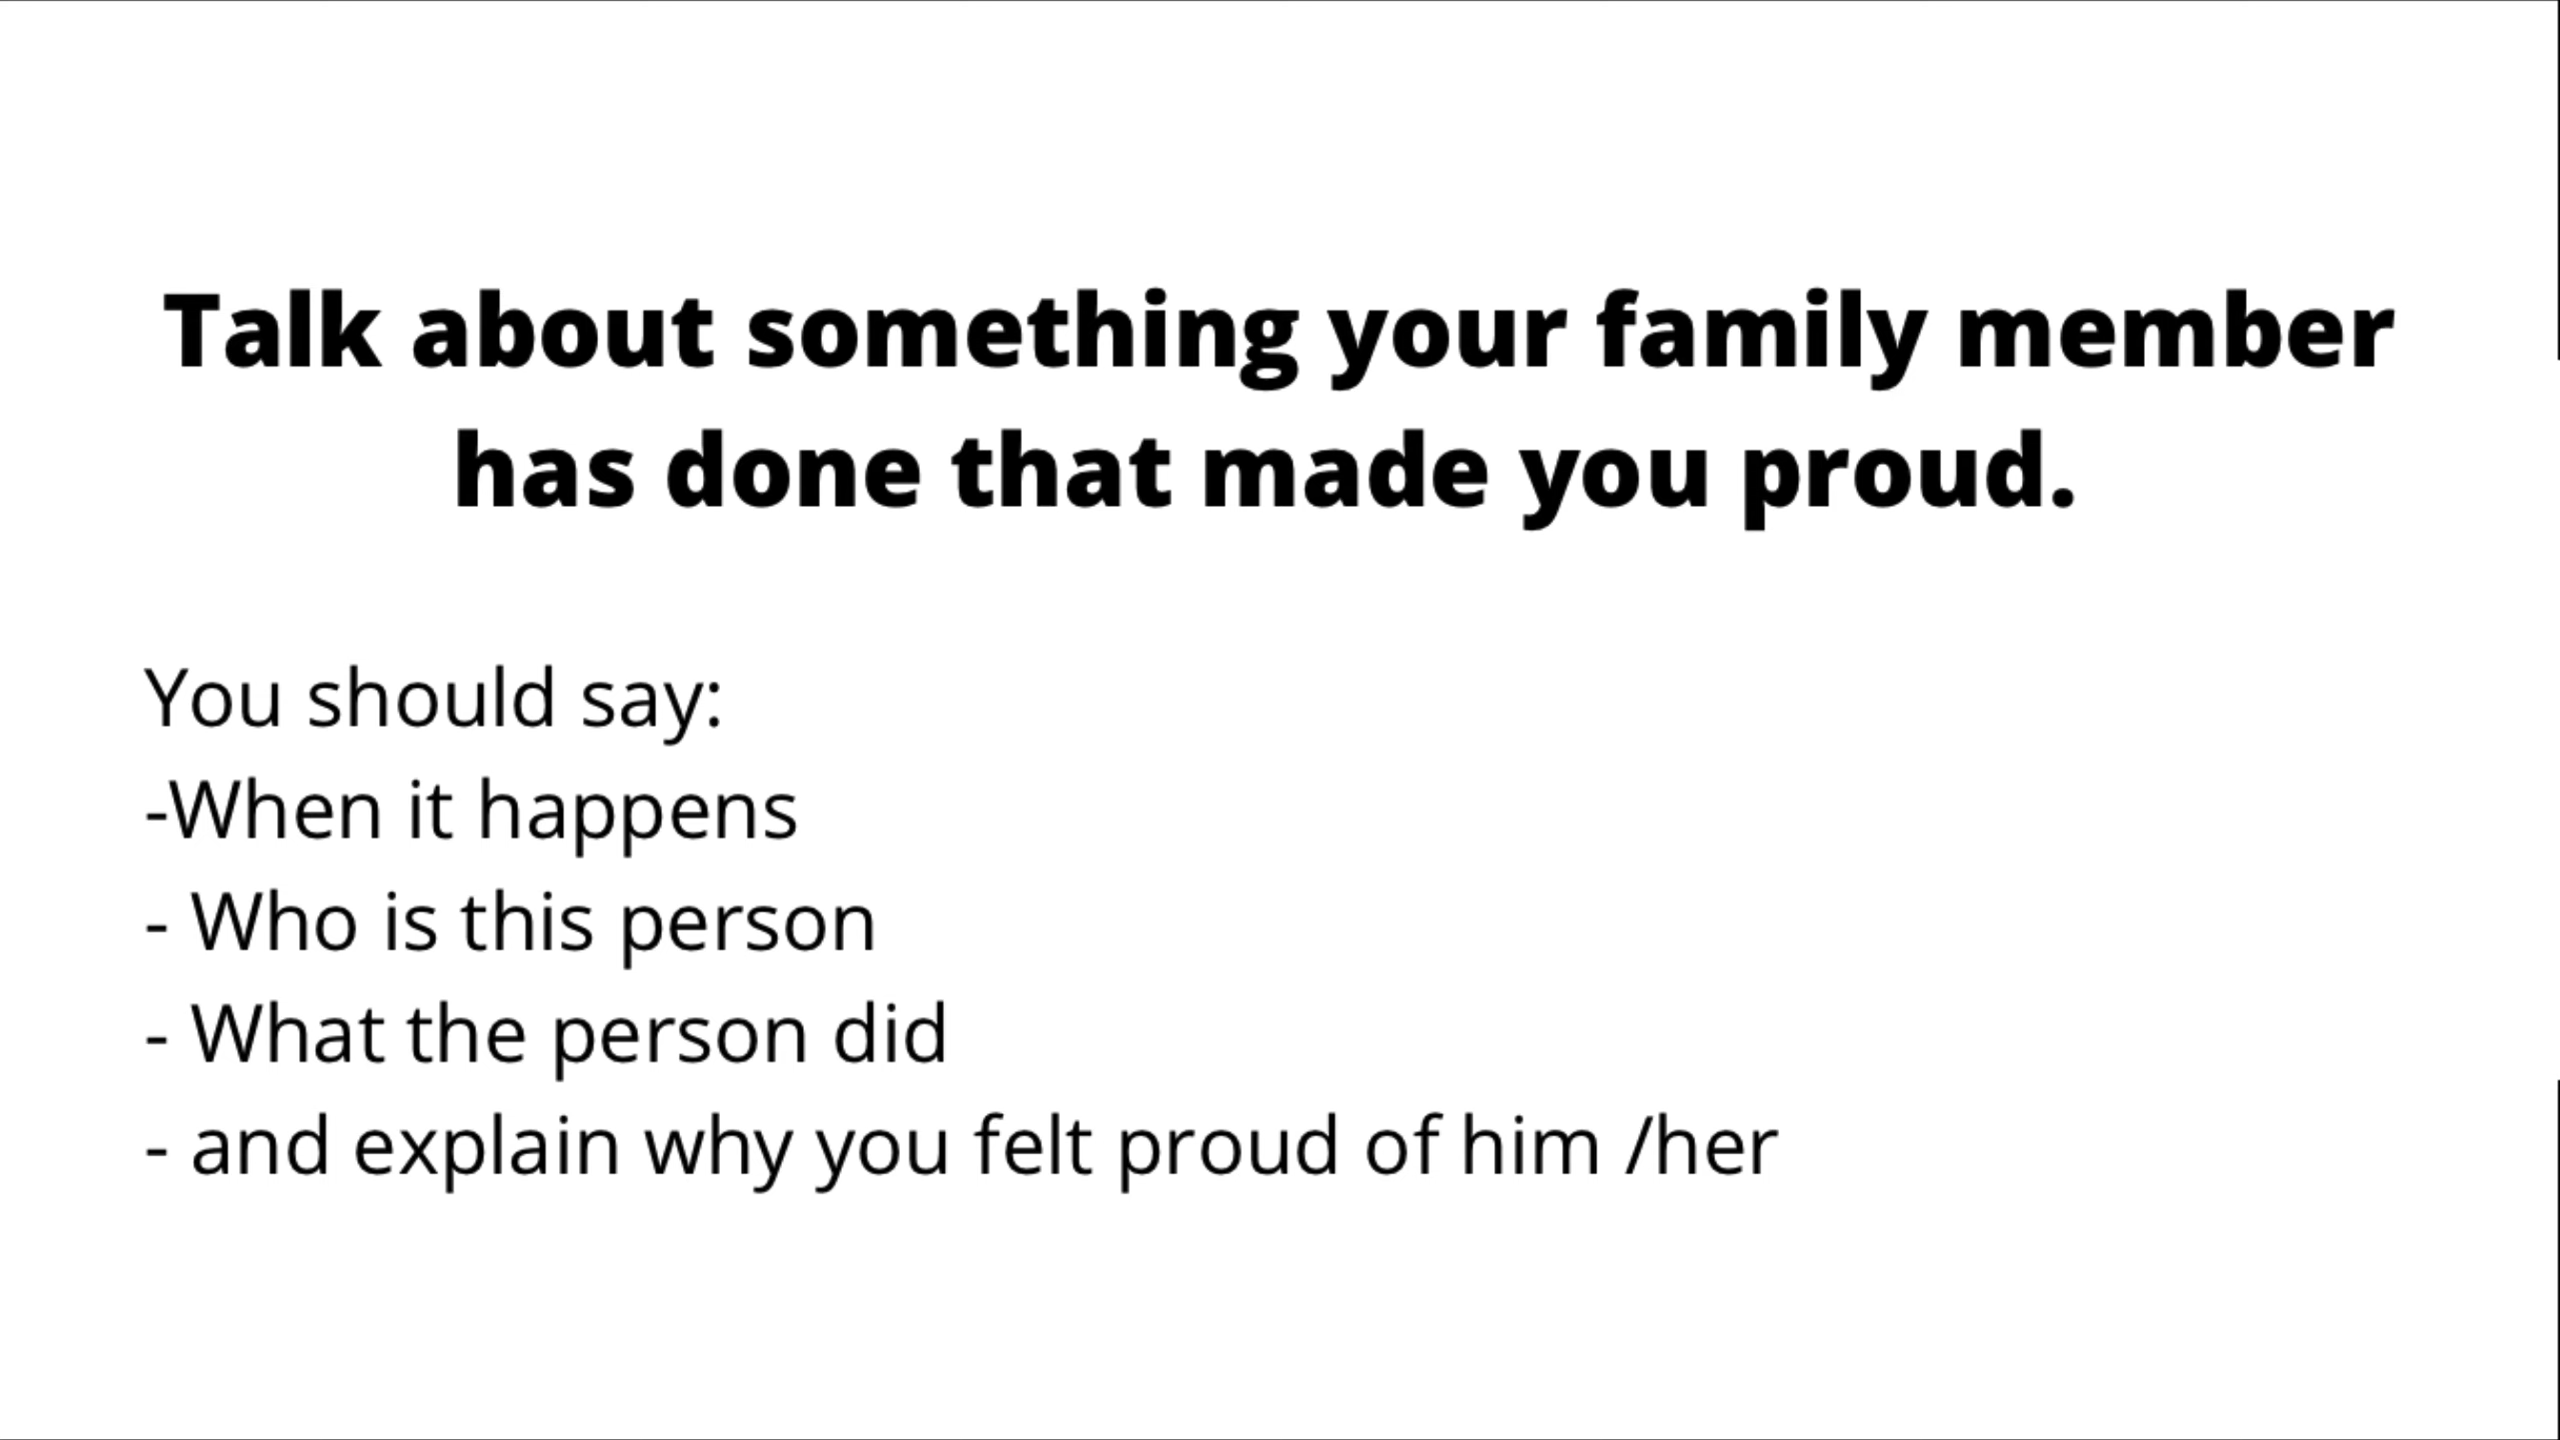 Talk about something your family member
has done that made you proud.
You should say:
-When it happens
- Who is this person
- What the person did
- and explain why you felt proud of him /her